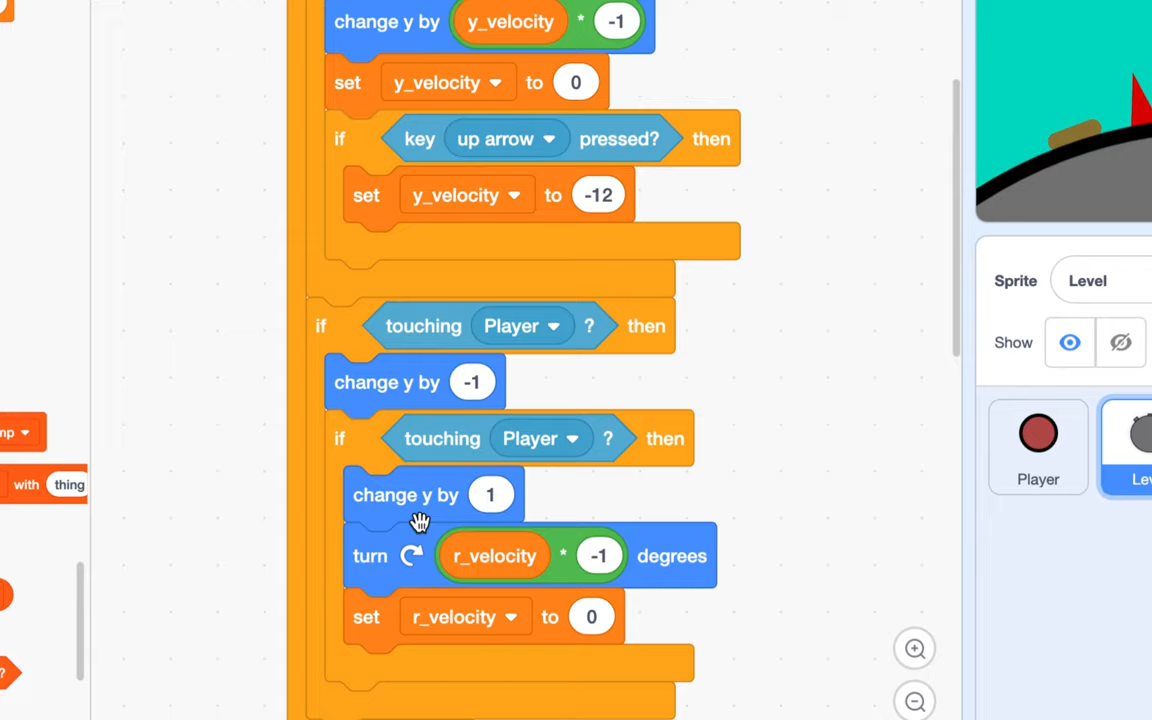 change y by y_velocity * -1
set y_velocity to 0
if key up arrow pressed? then
set y_velocity to -12
if touching Player ? then
change y by -1
if touching Player ? then
change y by 1
turn r_velocity * -1 degrees
set r_velocity to 0
mp
with thing
?
Sprite Level
Show
Player
Lev